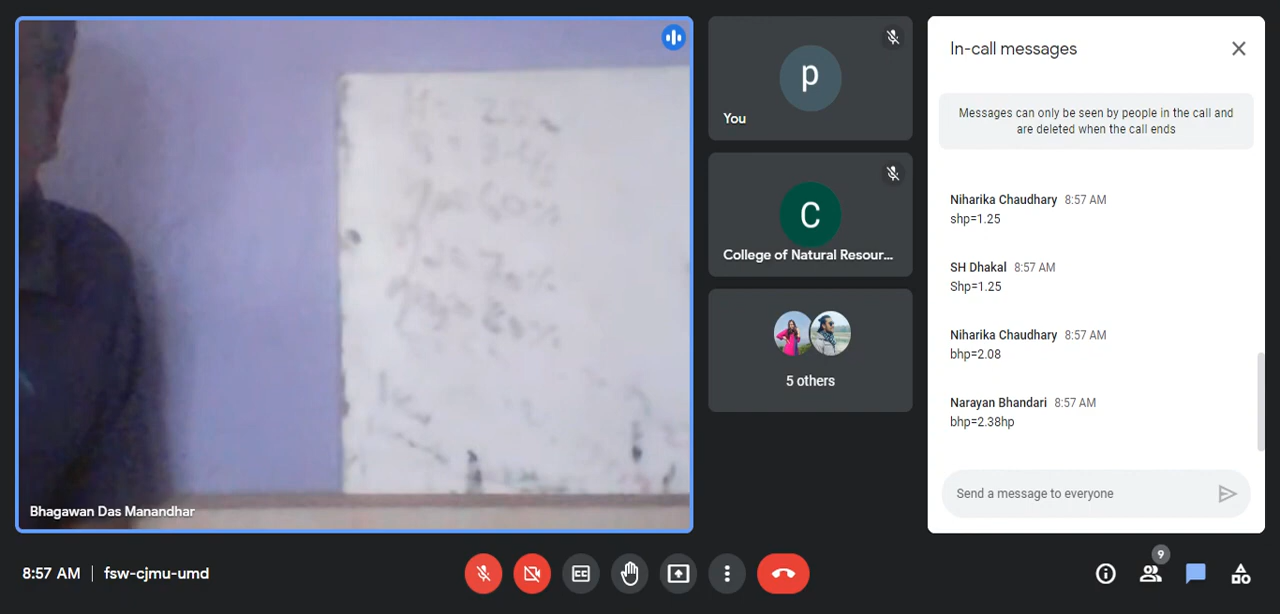 p
You
C
College of Natural Resour...
5 others
Bhagawan Das Manandhar
8:57 AM | fsw-cjmu-umd
In-call messages
Messages can only be seen by people in the call and
are deleted when the call ends
Niharika Chaudhary 8:57 AM
shp=1.25
SH Dhakal 8:57 AM
Shp=1.25
Niharika Chaudhary 8:57 AM
bhp=2.08
Narayan Bhandari 8:57 AM
bhp=2.38hp
Send a message to everyone
9